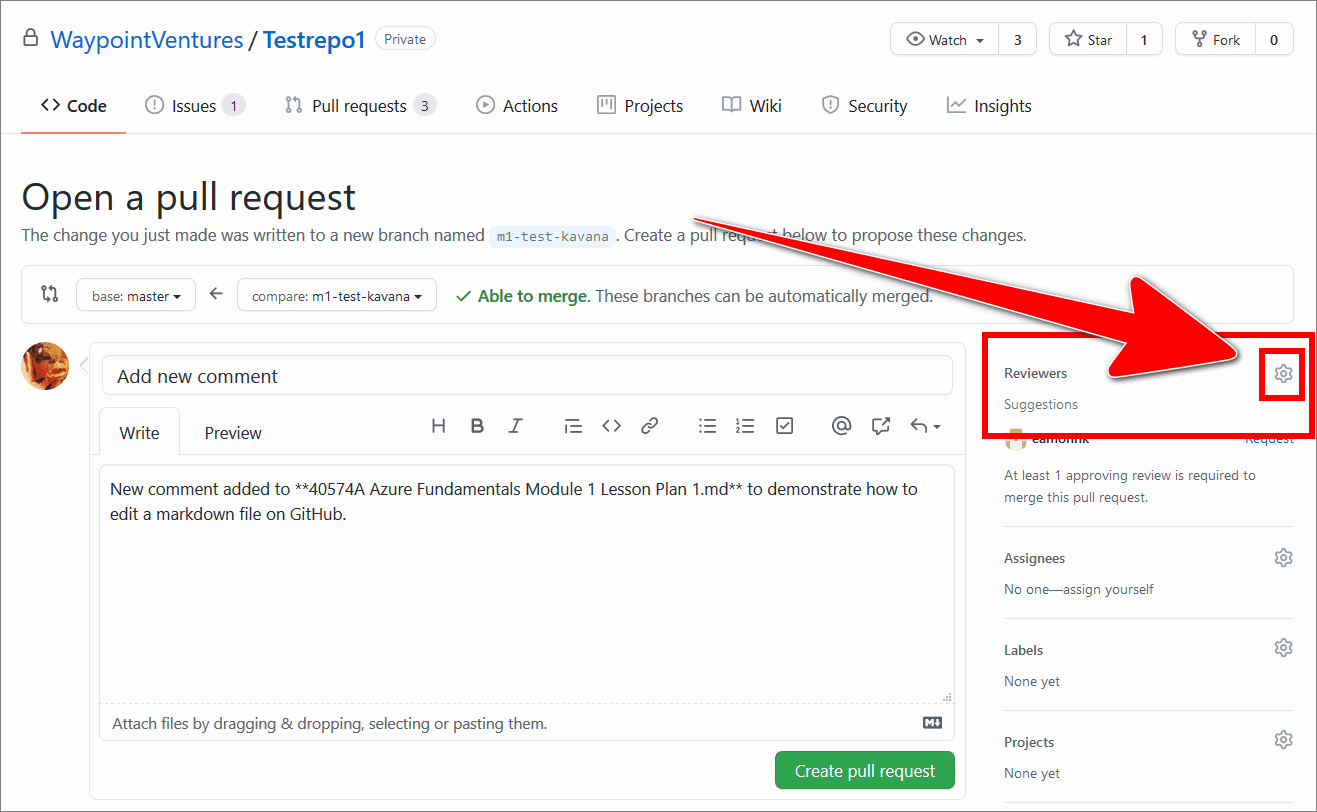 WaypointVentures / Testrepo1 Private
Watch 3 Star 1 Fork 0
Code Issues 1 Pull requests 3 Actions Projects Wiki Security Insights
Open a pull request
The change you just made was written to a new branch named m1-test-kavana . Create a pull request below to propose these changes.
base: master compare: m1-test-kavana Able to merge. These branches can be automatically merged.
Add new comment
Write Preview H B I
New comment added to **40574A Azure Fundamentals Module 1 Lesson Plan 1.md** to demonstrate how to
edit a markdown file on GitHub.
Attach files by dragging & dropping, selecting or pasting them.
Create pull request
Reviewers
Suggestions
Request
At least 1 approving review is required to
merge this pull request.
Assignees
No one—assign yourself
Labels
None yet
Projects
None yet